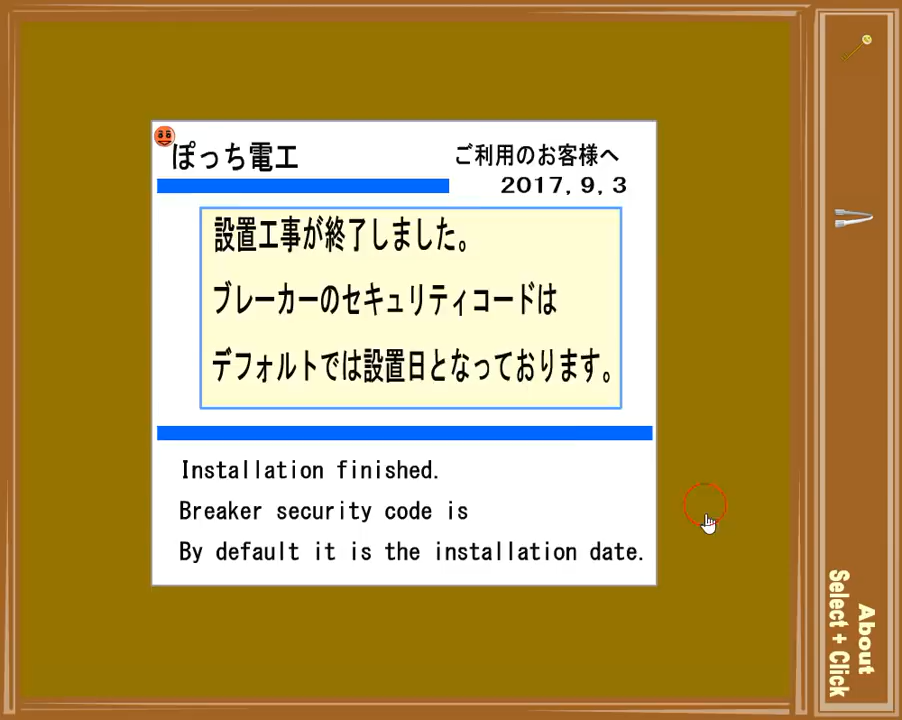 ぽっち電工
ご利用のお客様へ
2017, 9, 3
設置工事が終了しました。
ブレーカーのセキュリティコードは
デフォルトでは設置日となっております。
Installation finished.
Breaker security code is
By default it is the installation date.
About
Select + Click